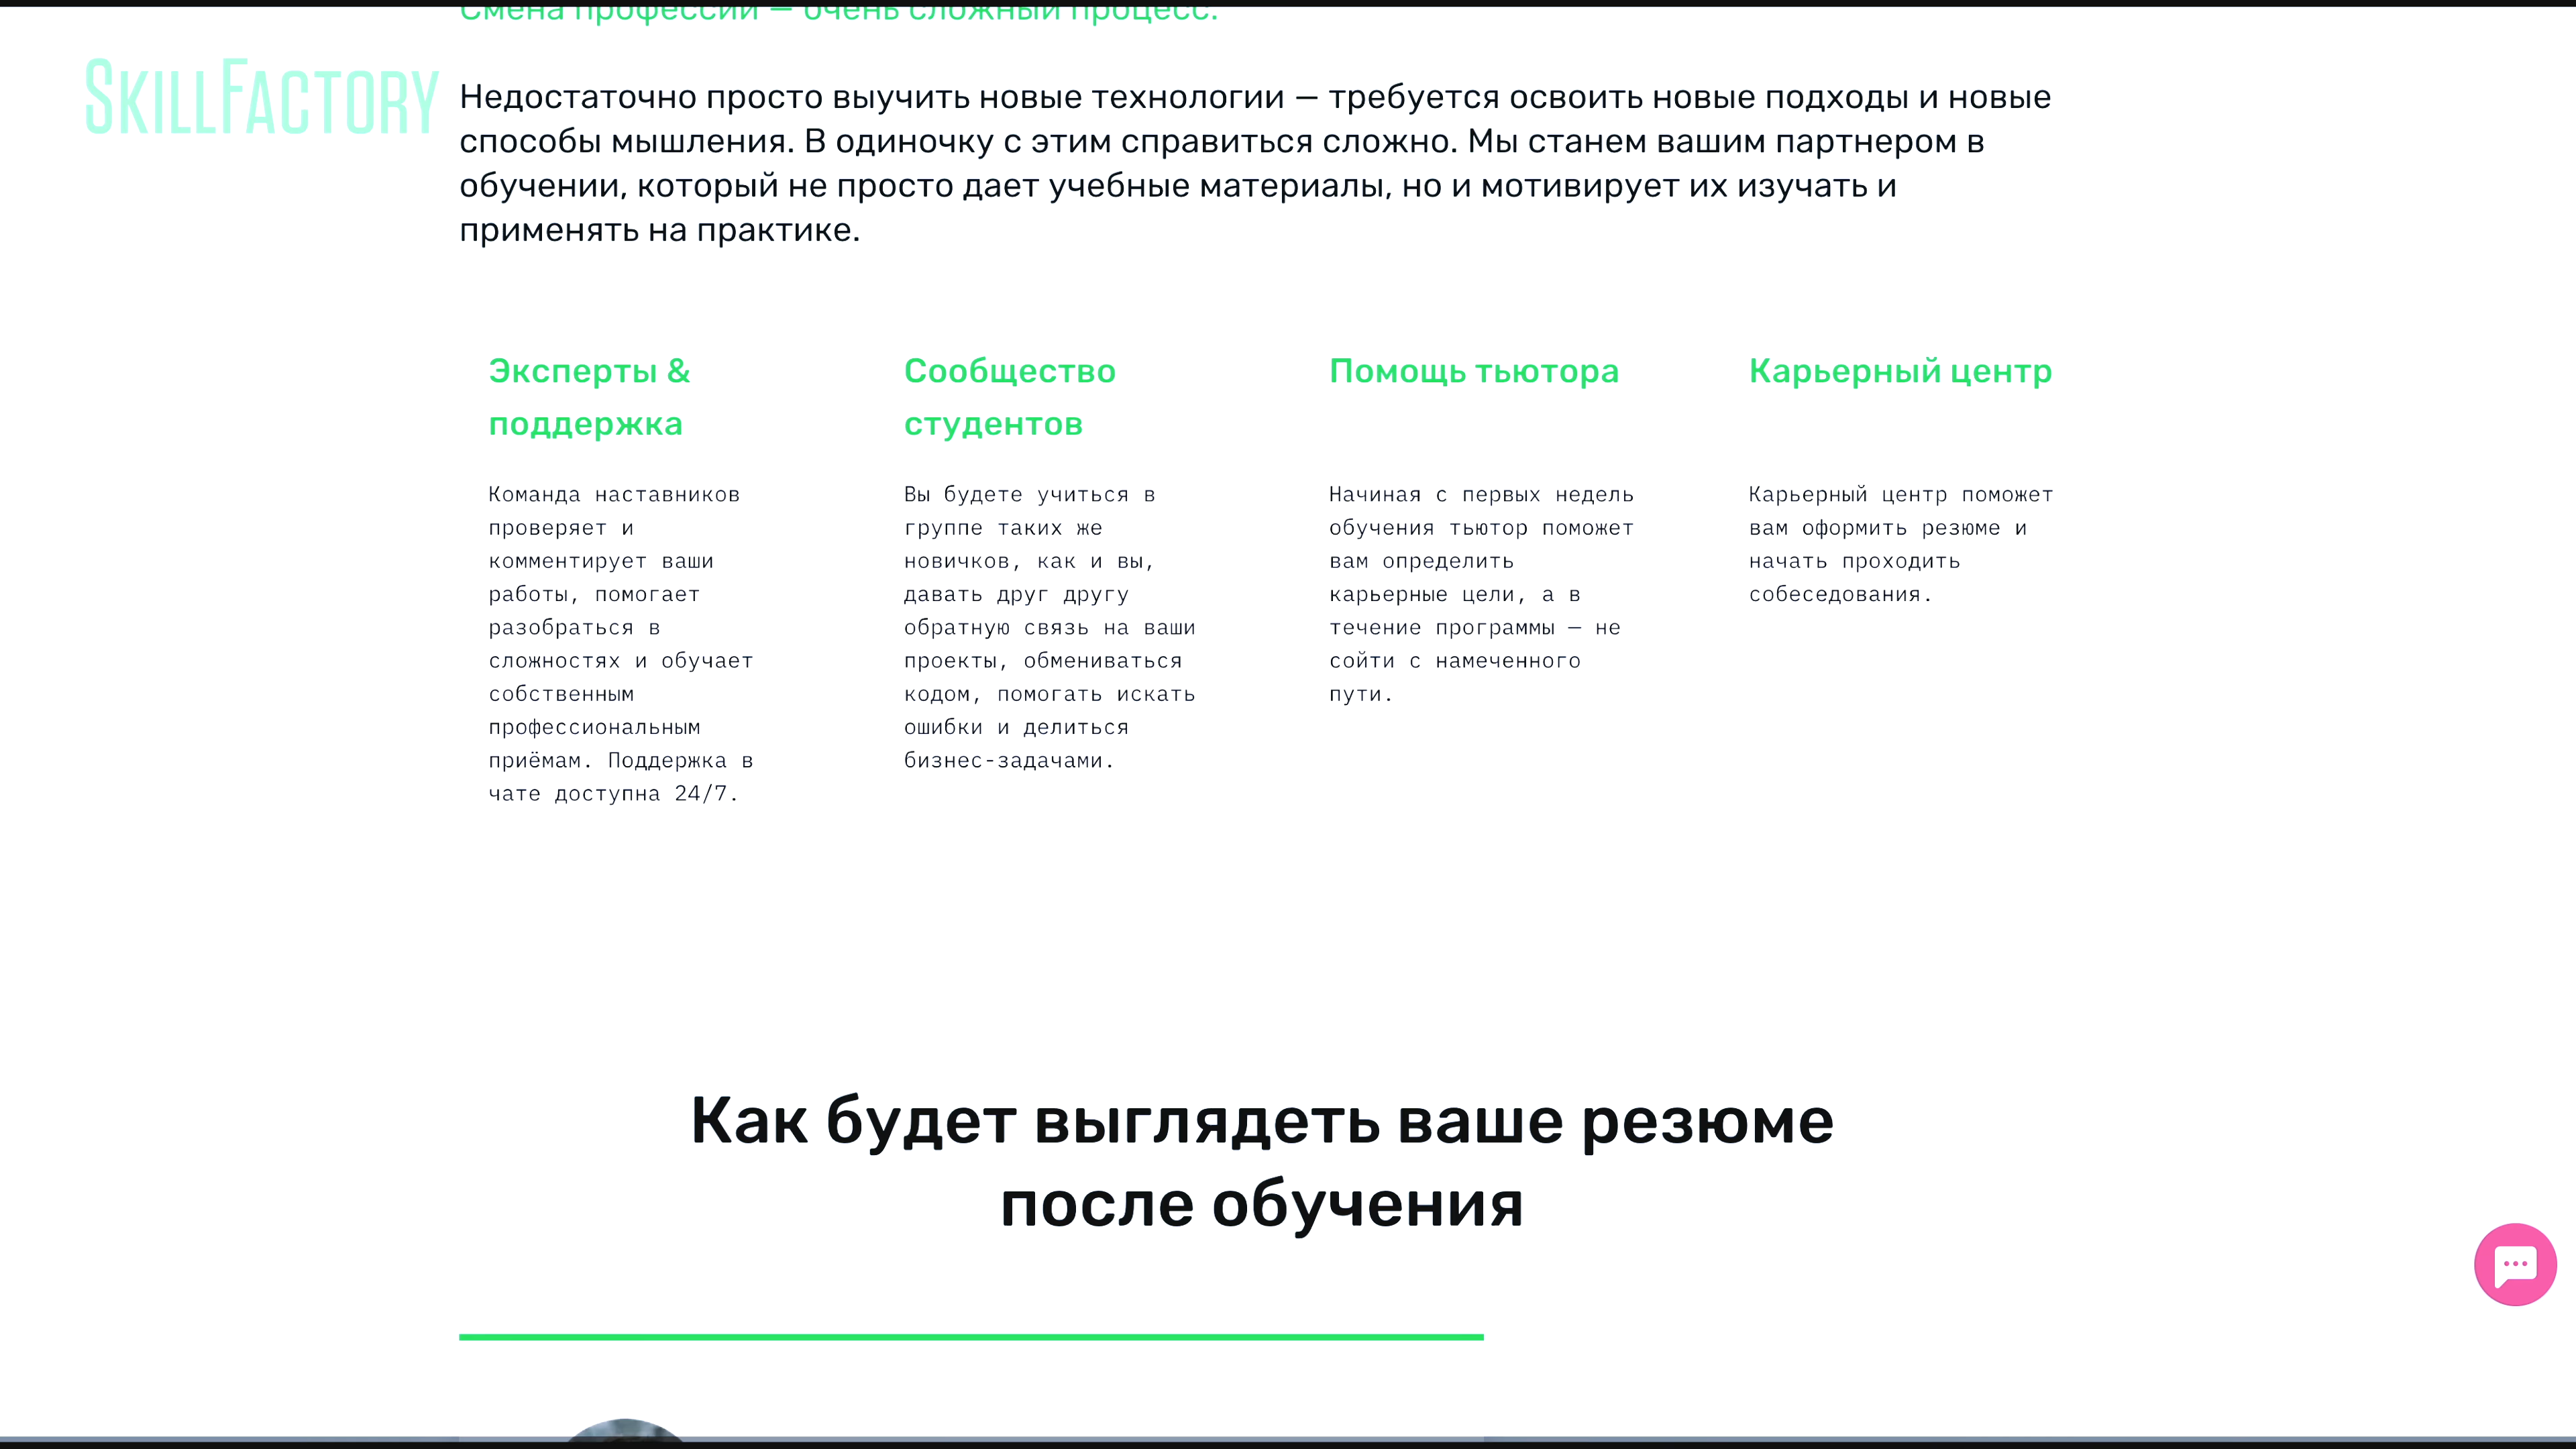 Смена профессии — очень сложный процесс.
SKILLFACTORY
Недостаточно просто выучить новые технологии — требуется освоить новые подходы и новые
способы мышления. В одиночку с этим справиться сложно. Мы станем вашим партнером в
обучении, который не просто дает учебные материалы, но и мотивирует их изучать и
применять на практике.
Эксперты &
поддержка
Команда наставников
проверяет и
комментирует ваши
работы, помогает
разобраться в
сложностях и обучает
собственным
профессиональным
приёмам. Поддержка в
чате доступна 24/7.
Сообщество
студентов
Вы будете учиться в
группе таких же
новичков, как и вы,
давать друг другу
обратную связь на ваши
проекты, обмениваться
кодом, помогать искать
ошибки и делиться
бизнес-задачами.
Помощь тьютора
Начиная с первых недель
обучения тьютор поможет
вам определить
карьерные цели, а в
течение программы — не
сойти с намеченного
пути.
Карьерный центр
Карьерный центр поможет
вам оформить резюме и
начать проходить
собеседования.
Как будет выглядеть ваше резюме
после обучения